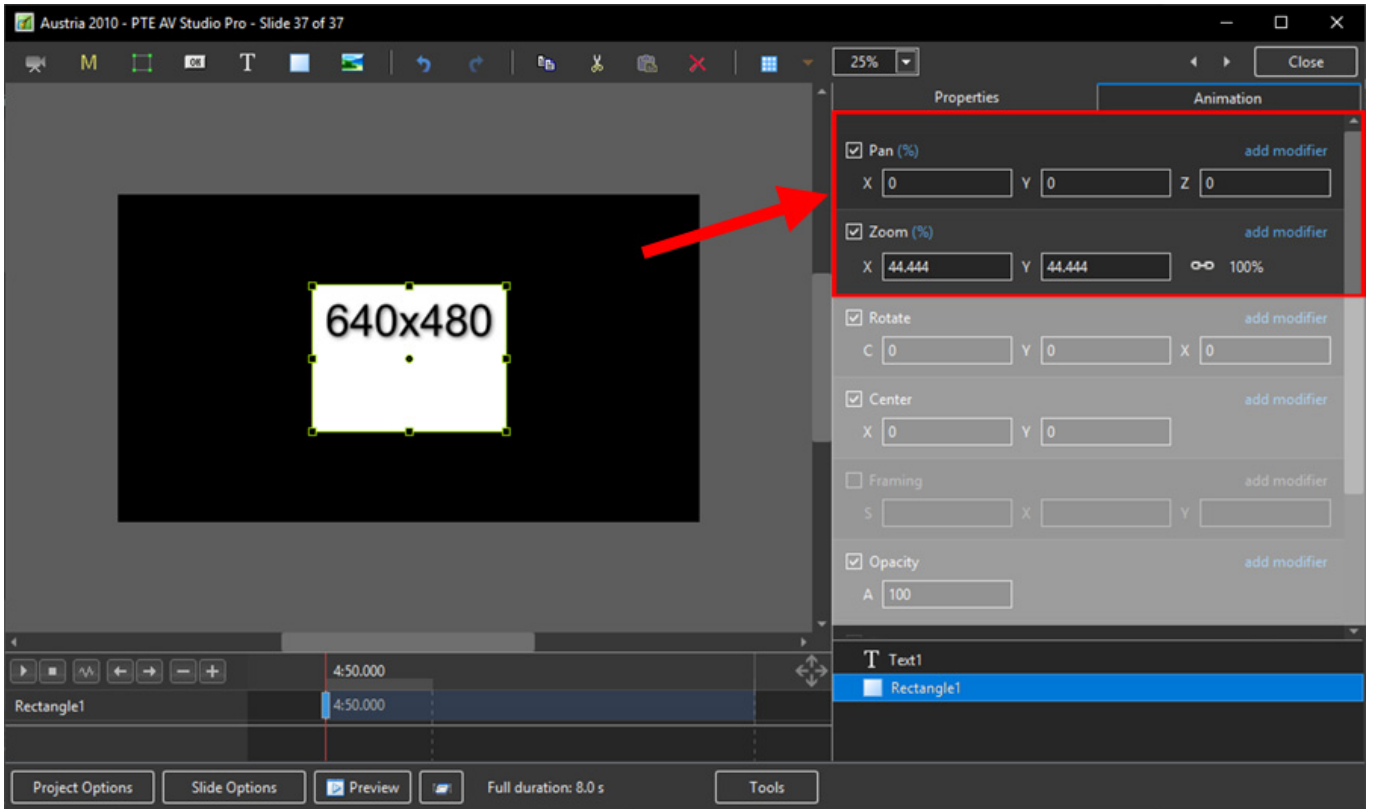 Austria 2010 - PTE AV Studio Pro - Slide 37 of 37
M OK T 25% Close
Properties Animation
Pan (%) add modifier
X 0 Y 0 Z 0
Zoom (%) add modifier
X 44.444 Y 44.444 100%
640x480
Rotate add modifier
C 0 Y 0 X 0
Center add modifier
X 0 Y 0
Framing add modifier
S X Y
Opacity add modifier
A 100
4:50.000
Rectangle1 4:50.000
T Text1
Rectangle1
Project Options Slide Options Preview Full duration: 8.0 s Tools